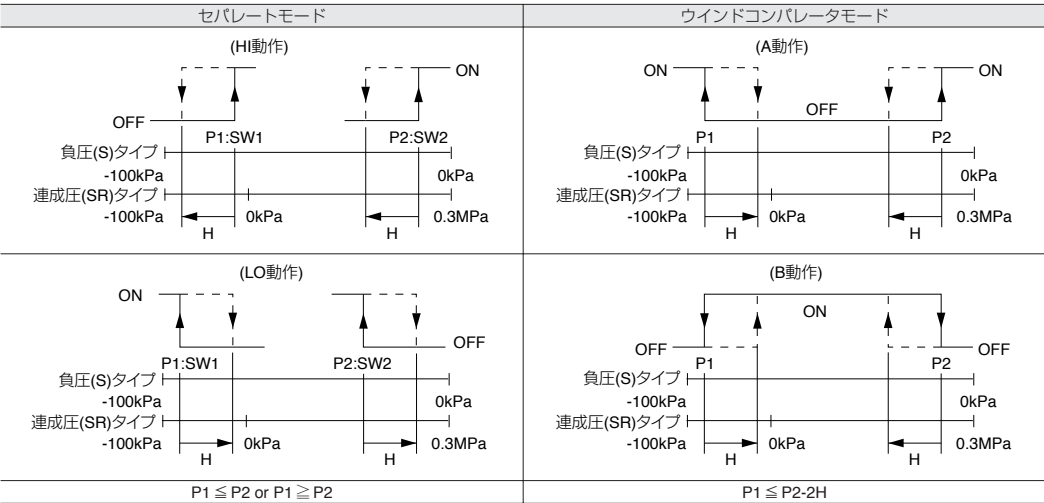 セパレートモード
ウインドコンパレータモード
(HI動作)
ON
OFF
P1:SW1
P2:SW2
負圧(S)タイプ
-100kPa
0kPa
連成圧(SR)タイプ
-100kPa
0kPa
0.3MPa
H
H
(A動作)
ON
ON
OFF
P1
P2
負圧(S)タイプ
-100kPa
0kPa
連成圧(SR)タイプ
-100kPa
0kPa
0.3MPa
H
H
(LO動作)
ON
OFF
P1:SW1
P2:SW2
負圧(S)タイプ
-100kPa
0kPa
連成圧(SR)タイプ
-100kPa
0kPa
0.3MPa
H
H
(B動作)
ON
OFF
OFF
P1
P2
負圧(S)タイプ
-100kPa
0kPa
連成圧(SR)タイプ
-100kPa
0kPa
0.3MPa
H
H
P1 ≦ P2 or P1 ≧ P2
P1 ≦ P2-2H